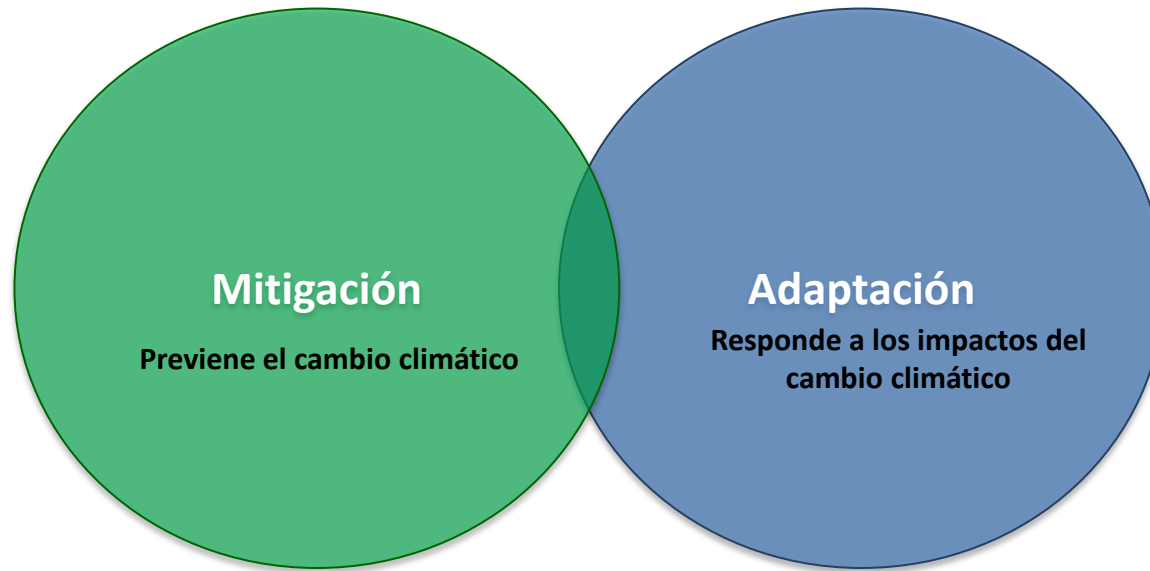 Mitigación
Previene el cambio climático
Adaptación
Responde a los impactos del
cambio climático